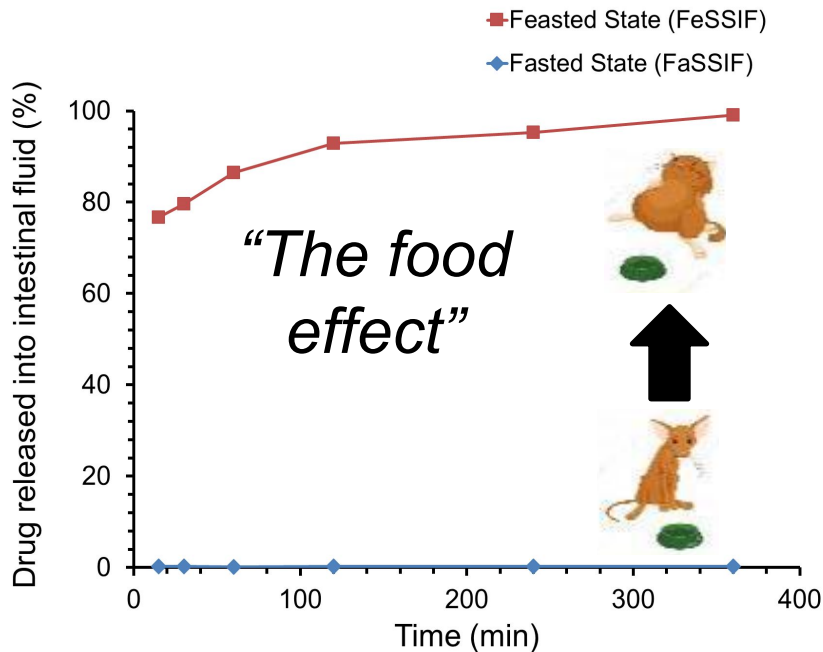 Feasted State (FeSSIF)
Fasted State (FaSSIF)
Drug released into intestinal fluid (%)
100
80
60
40
20
0
“The food
effect”
0
100
200
300
400
Time (min)